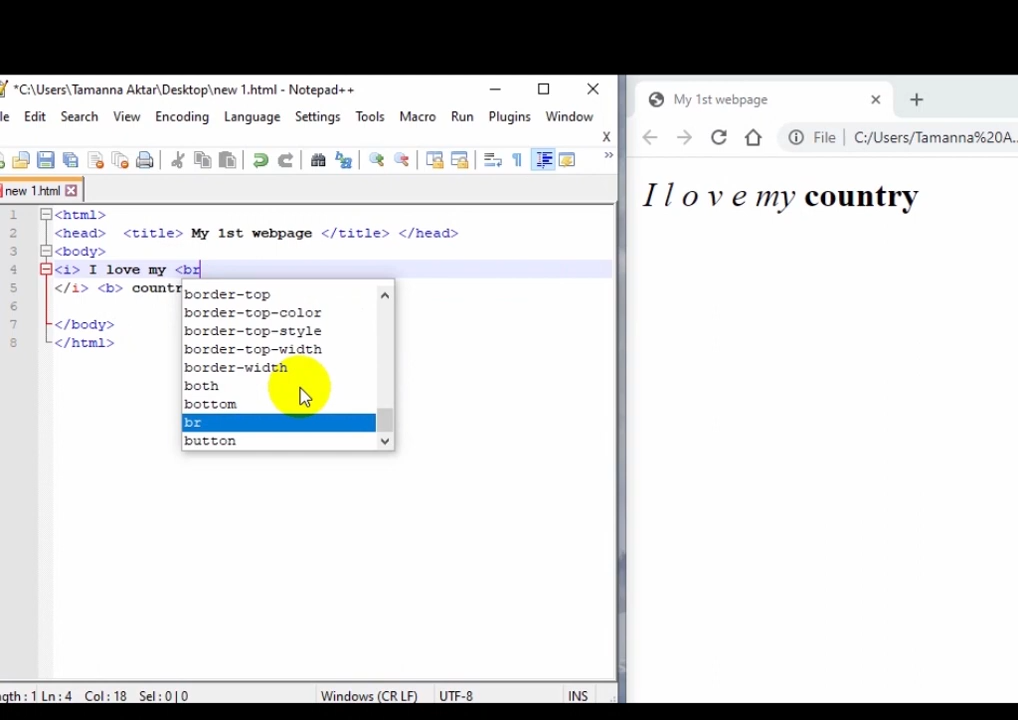 *C:\Users\Tamanna Aktar\Desktop\new 1.html - Notepad++
Edit Search View Encoding Language Settings Tools Macro Run Plugins Window
X
new 1.html
1 <html>
2 <head> <title> My 1st webpage </title> </head>
3 <body>
4 <i> I love my <br
5 </i> <b> countr
6
7 </body>
8 </html>
border-top
border-top-color
border-top-style
border-top-width
border-width
both
bottom
br
button
ngth : 1 Ln : 4 Col : 18 Sel : 0 | 0 Windows (CR LF) UTF-8 INS
My 1st webpage
File C:/Users/Tamanna%20A...
I l o v e my country